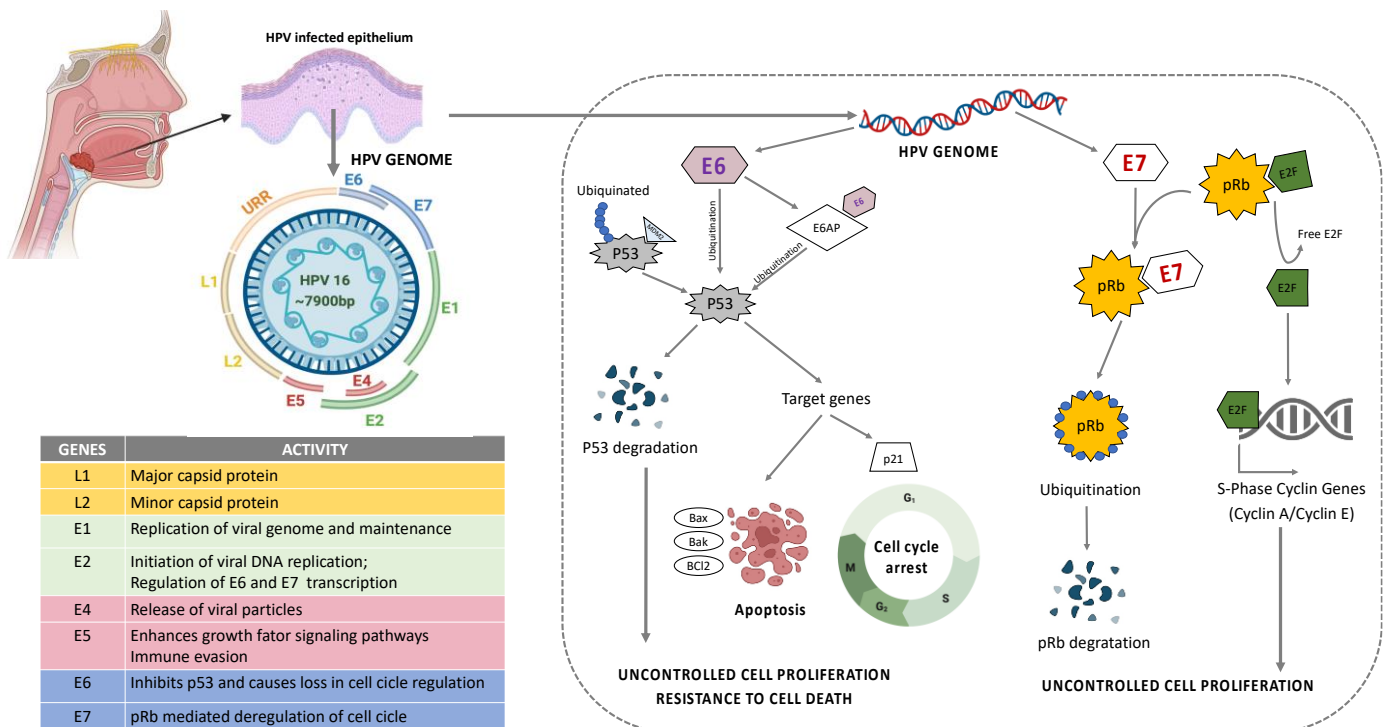 HPV infected epithelium
HPV GENOME
URR
E6
E7
L1
HPV 16
~7900bp
E1
L2
E4
E5
E2
GENES ACTIVITY
L1 Major capsid protein
L2 Minor capsid protein
E1 Replication of viral genome and maintenance
E2 Initiation of viral DNA replication;
Regulation of E6 and E7 transcription
E4 Release of viral particles
E5 Enhances growth fator signaling pathways
Immune evasion
E6 Inhibits p53 and causes loss in cell cicle regulation
E7 pRb mediated deregulation of cell cicle
HPV GENOME
E6
Ubiquinated
MDM2
P53
Ubiquitination
E6
E6AP
Ubiquitination
P53
P53 degradation
Target genes
p21
Bax
Bak
BCl2
Apoptosis
G₁
S
G₂
M
Cell cycle
arrest
UNCONTROLLED CELL PROLIFERATION
RESISTANCE TO CELL DEATH
E7
pRb
E2F
Free E2F
pRb
E7
E2F
pRb
E2F
Ubiquitination
S-Phase Cyclin Genes
(Cyclin A/Cyclin E)
pRb degratation
UNCONTROLLED CELL PROLIFERATION